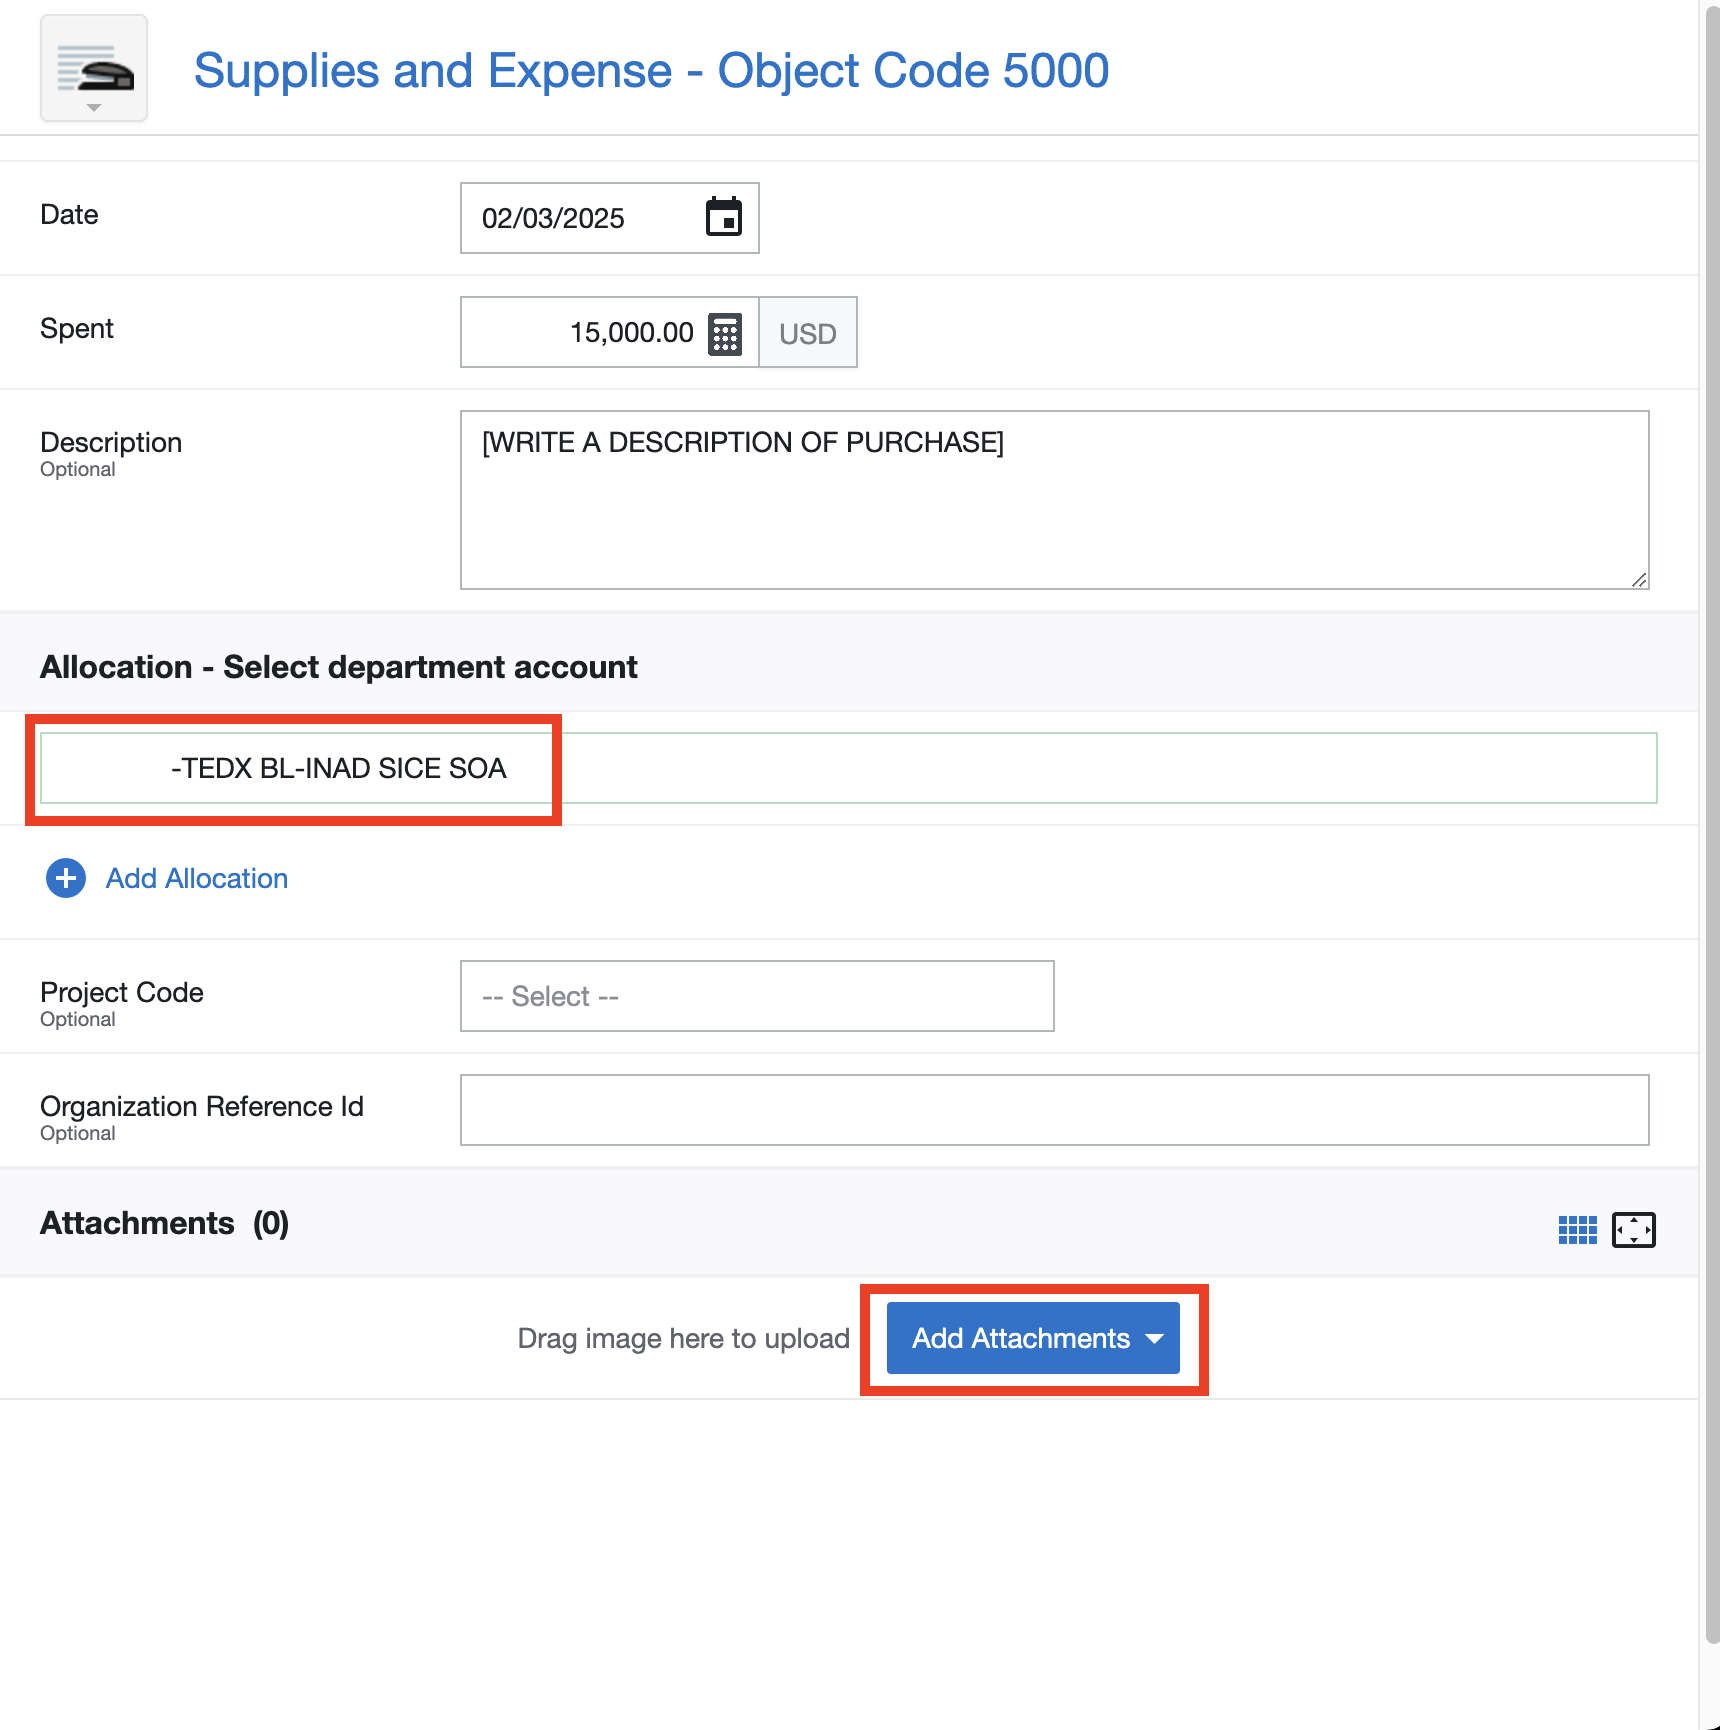 Supplies and Expense - Object Code 5000
Date
02/03/2025
Spent
15,000.00
USD
Description
Optional
[WRITE A DESCRIPTION OF PURCHASE]
Allocation - Select department account
-TEDX BL-INAD SICE SOA
Add Allocation
Project Code
Optional
-- Select --
Organization Reference Id
Optional
Attachments (0)
Drag image here to upload
Add Attachments